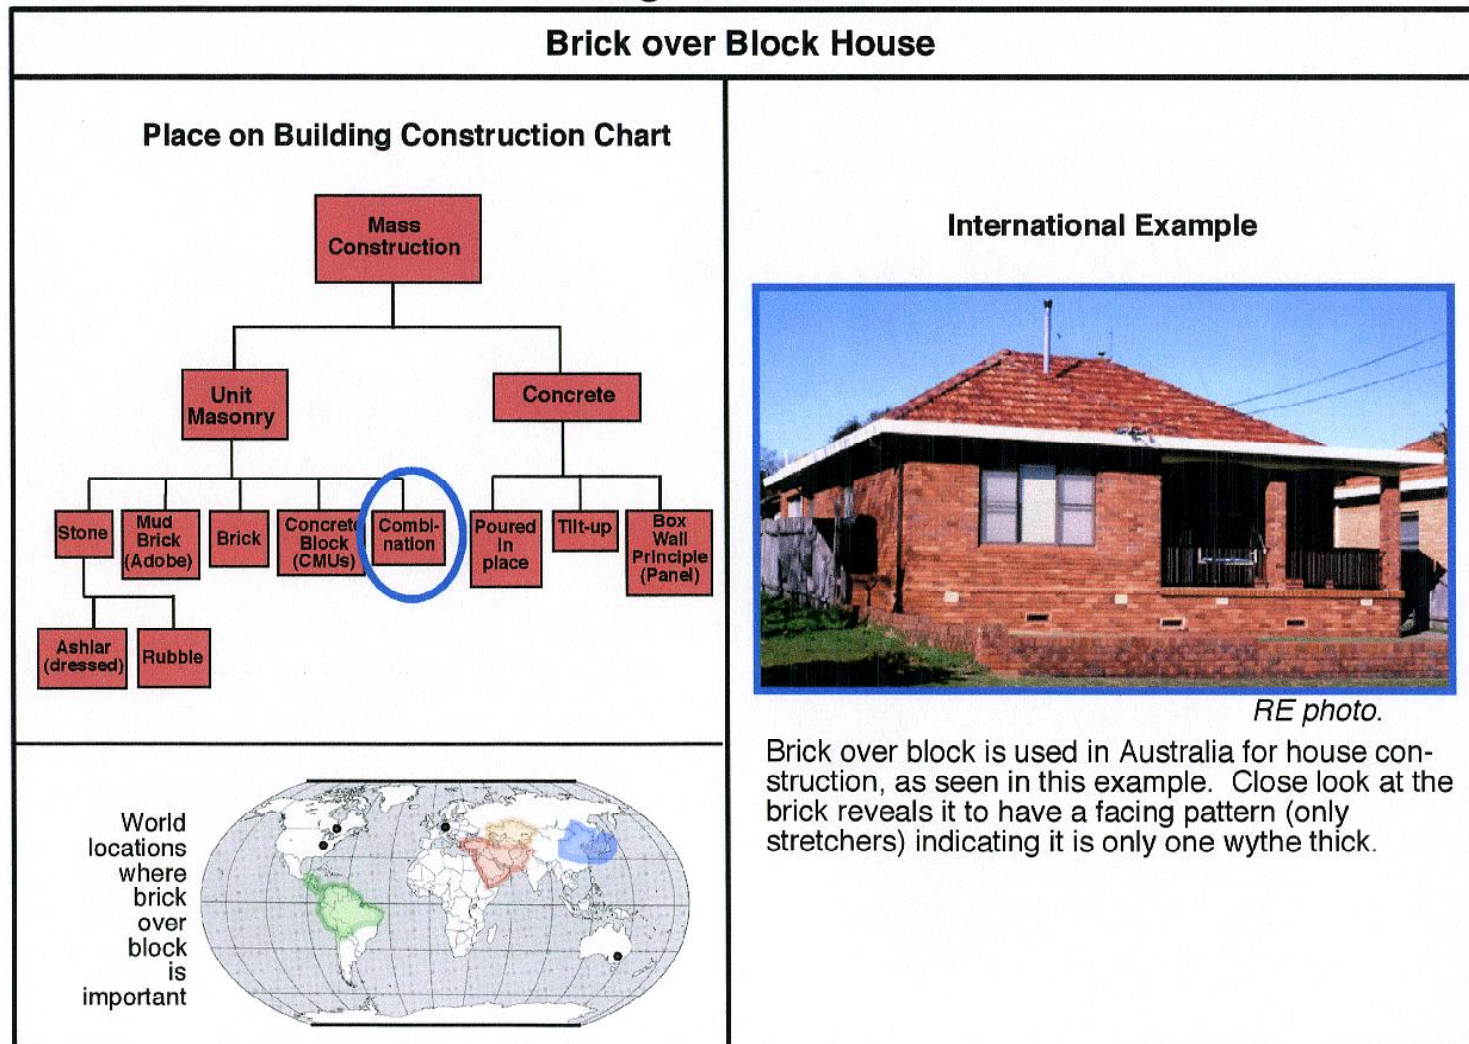 Brick over Block House
Place on Building Construction Chart
Mass
Construction
Unit
Masonry
Concrete
Stone
Mud
Brick
(Adobe)
Brick
Concrete
Block
(CMUs)
Combi-
nation
Poured
in
place
Tilt-up
Box
Wall
Principle
(Panel)
Ashlar
(dressed)
Rubble
World
locations
where
brick
over
block
is
important
International Example
RE photo.
Brick over block is used in Australia for house con-
struction, as seen in this example.  Close look at the
brick reveals it to have a facing pattern (only
stretchers) indicating it is only one wythe thick.